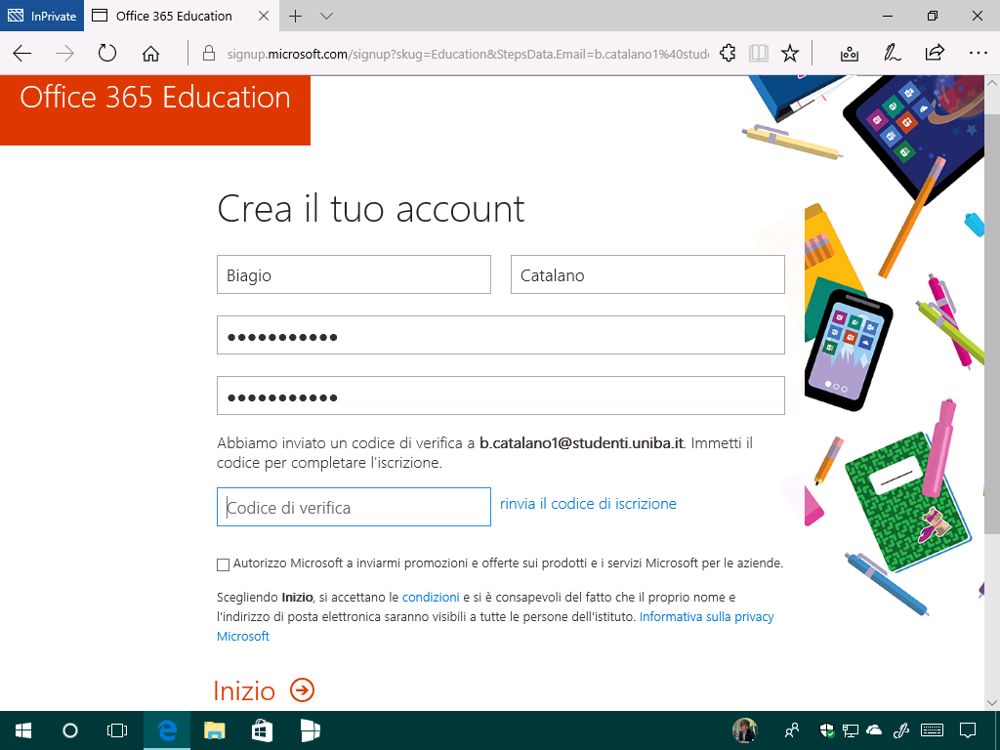 InPrivate
Office 365 Education
signup.microsoft.com/signup?skug=Education&StepsData.Email=b.catalano1%40stud
Office 365 Education
Crea il tuo account
Biagio
Catalano
●●●●●●●●●●●
●●●●●●●●●●●
Abbiamo inviato un codice di verifica a b.catalano1@studenti.uniba.it. Immetti il
codice per completare l'iscrizione.
Codice di verifica
rinvia il codice di iscrizione
Autorizzo Microsoft a inviarmi promozioni e offerte sui prodotti e i servizi Microsoft per le aziende.
Scegliendo Inizio, si accettano le condizioni e si è consapevoli del fatto che il proprio nome e
l'indirizzo di posta elettronica saranno visibili a tutte le persone dell'istituto. Informativa sulla privacy
Microsoft
Inizio